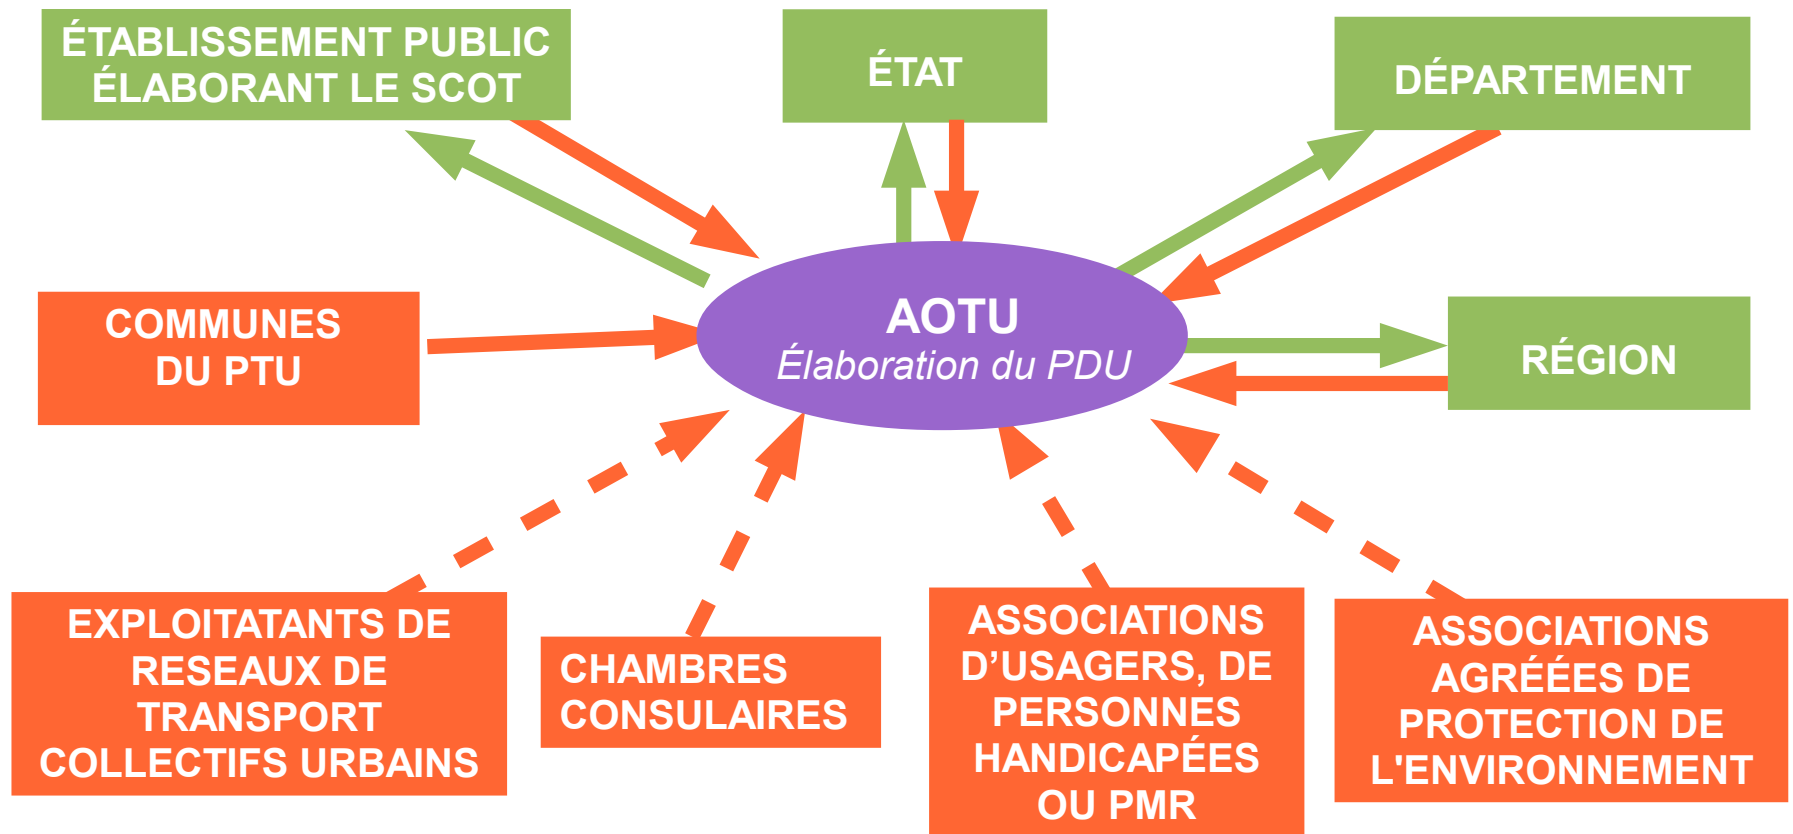 ÉTABLISSEMENT PUBLIC
ÉLABORANT LE SCOT
ÉTAT
DÉPARTEMENT
COMMUNES
DU PTU
AOTU
Élaboration du PDU
RÉGION
EXPLOITATANTS DE
RESEAUX DE
TRANSPORT
COLLECTIFS URBAINS
CHAMBRES
CONSULAIRES
ASSOCIATIONS
D’USAGERS, DE
PERSONNES
HANDICAPÉES
OU PMR
ASSOCIATIONS
AGRÉÉES DE
PROTECTION DE
L'ENVIRONNEMENT